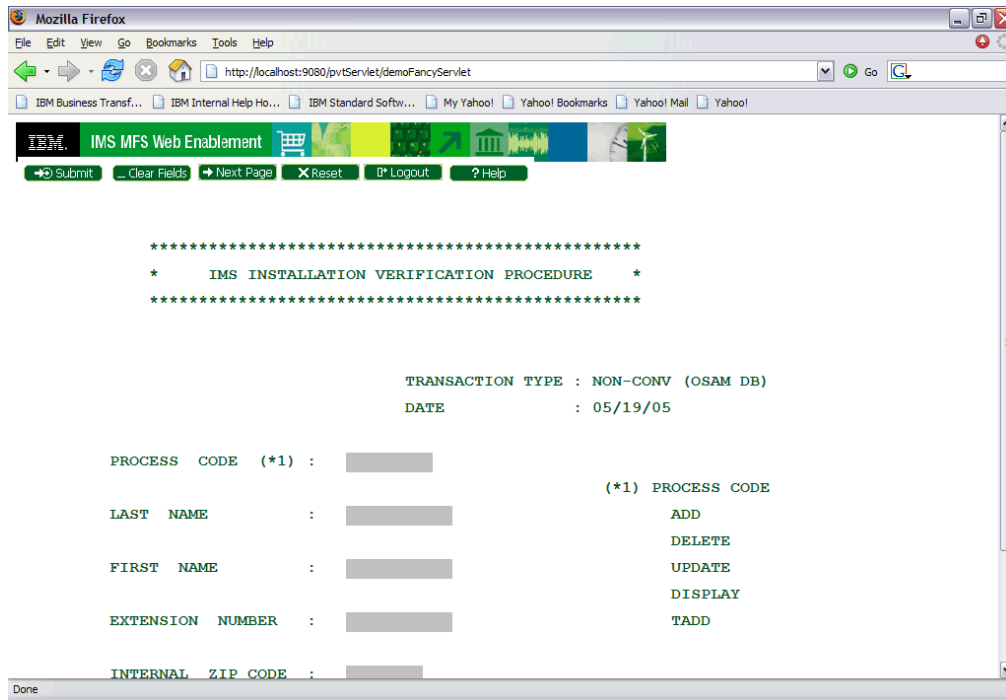 Mozilla Firefox
File Edit View Go Bookmarks Tools Help
http://localhost:9080/pvtServlet/demoFancyServlet Go G
IBM Business Transf... IBM Internal Help Ho... IBM Standard Softw... My Yahoo! Yahoo! Bookmarks Yahoo! Mail Yahoo!
IBM. IMS MFS Web Enablement
Submit Clear Fields Next Page Reset Logout ? Help
**************************************************
* IMS INSTALLATION VERIFICATION PROCEDURE *
**************************************************
TRANSACTION TYPE : NON-CONV (OSAM DB)
DATE : 05/19/05
PROCESS CODE (*1) :
(*1) PROCESS CODE
LAST NAME : ADD
DELETE
FIRST NAME : UPDATE
DISPLAY
EXTENSION NUMBER : TADD
INTERNAL ZIP CODE :
Done